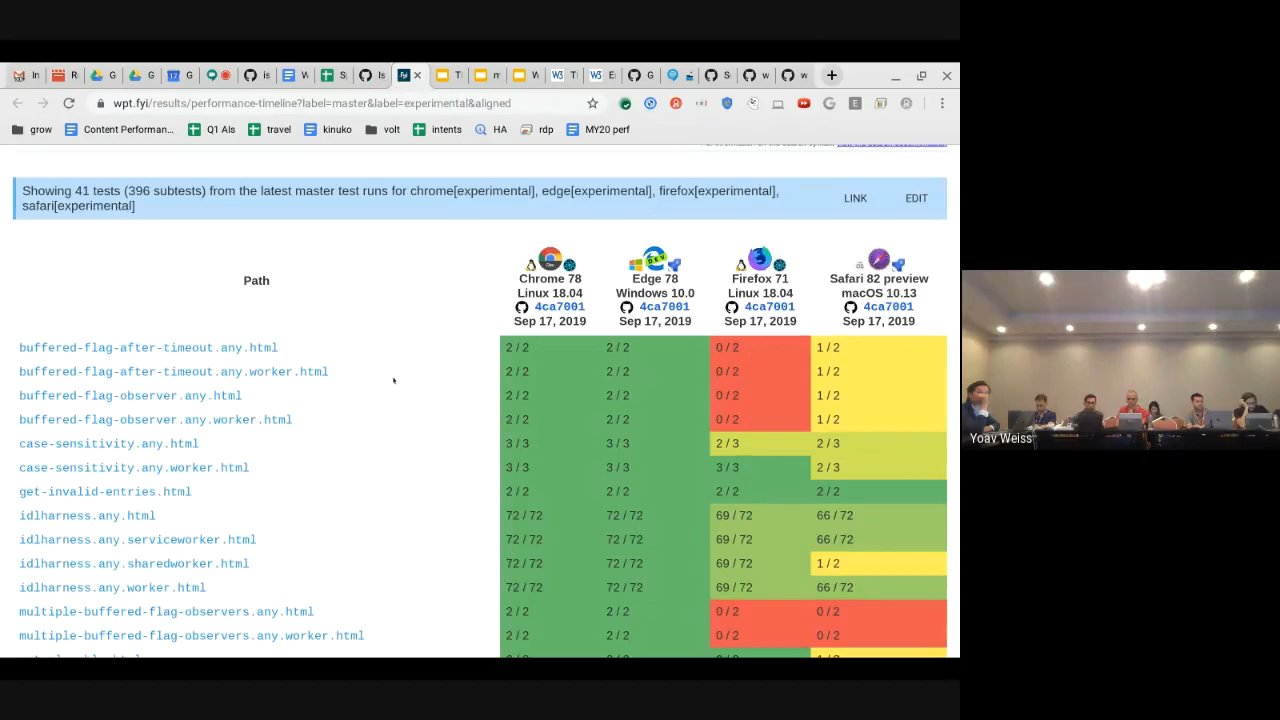 In
R
G
G
17
G
is
W
S
Is
fyi
T
m
W
W3 T
W3 E
G
S
w
w
wpt.fyi/results/performance-timeline?label=master&label=experimental&aligned
grow
Content Performan...
Q1 AIs
travel
kinuko
volt
intents
HA
rdp
MY20 perf
Showing 41 tests (396 subtests) from the latest master test runs for chrome[experimental], edge[experimental], firefox[experimental],
safari[experimental]
LINK
EDIT
Path
DEV
Chrome 78
Linux 18.04
4ca7001
Sep 17, 2019
Edge 78
Windows 10.0
4ca7001
Sep 17, 2019
Firefox 71
Linux 18.04
4ca7001
Sep 17, 2019
Safari 82 preview
macOS 10.13
4ca7001
Sep 17, 2019
buffered-flag-after-timeout.any.html 2 / 2 2 / 2 0 / 2 1 / 2
buffered-flag-after-timeout.any.worker.html 2 / 2 2 / 2 0 / 2 1 / 2
buffered-flag-observer.any.html 2 / 2 2 / 2 0 / 2 1 / 2
buffered-flag-observer.any.worker.html 2 / 2 2 / 2 0 / 2 1 / 2
case-sensitivity.any.html 3 / 3 3 / 3 2 / 3 2 / 3
case-sensitivity.any.worker.html 3 / 3 3 / 3 3 / 3 2 / 3
get-invalid-entries.html 2 / 2 2 / 2 2 / 2 2 / 2
idlharness.any.html 72 / 72 72 / 72 69 / 72 66 / 72
idlharness.any.serviceworker.html 72 / 72 72 / 72 69 / 72 66 / 72
idlharness.any.sharedworker.html 72 / 72 72 / 72 69 / 72 1 / 2
idlharness.any.worker.html 72 / 72 72 / 72 69 / 72 66 / 72
multiple-buffered-flag-observers.any.html 2 / 2 2 / 2 0 / 2 0 / 2
multiple-buffered-flag-observers.any.worker.html 2 / 2 2 / 2 0 / 2 0 / 2
Yoav Weiss